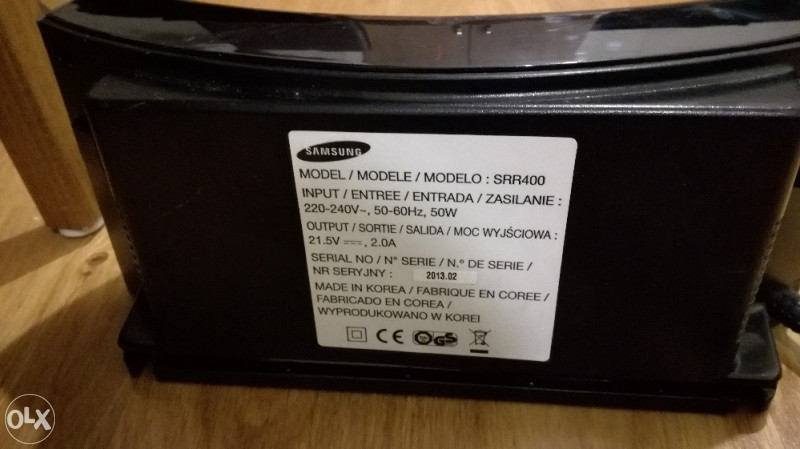 SAMSUNG
MODEL / MODELE / MODELO : SRR400
INPUT / ENTREE / ENTRADA / ZASILANIE :
220-240V~, 50-60Hz, 50W
OUTPUT / SORTIE / SALIDA / MOC WYJŚCIOWA :
21.5V ⎓, 2.0A
SERIAL NO / N° SERIE / N.º DE SERIE /
NR SERYJNY : 2013.02
MADE IN KOREA / FABRIQUE EN COREE /
FABRICADO EN COREA /
WYPRODUKOWANO W KOREI
CE GS
OLX